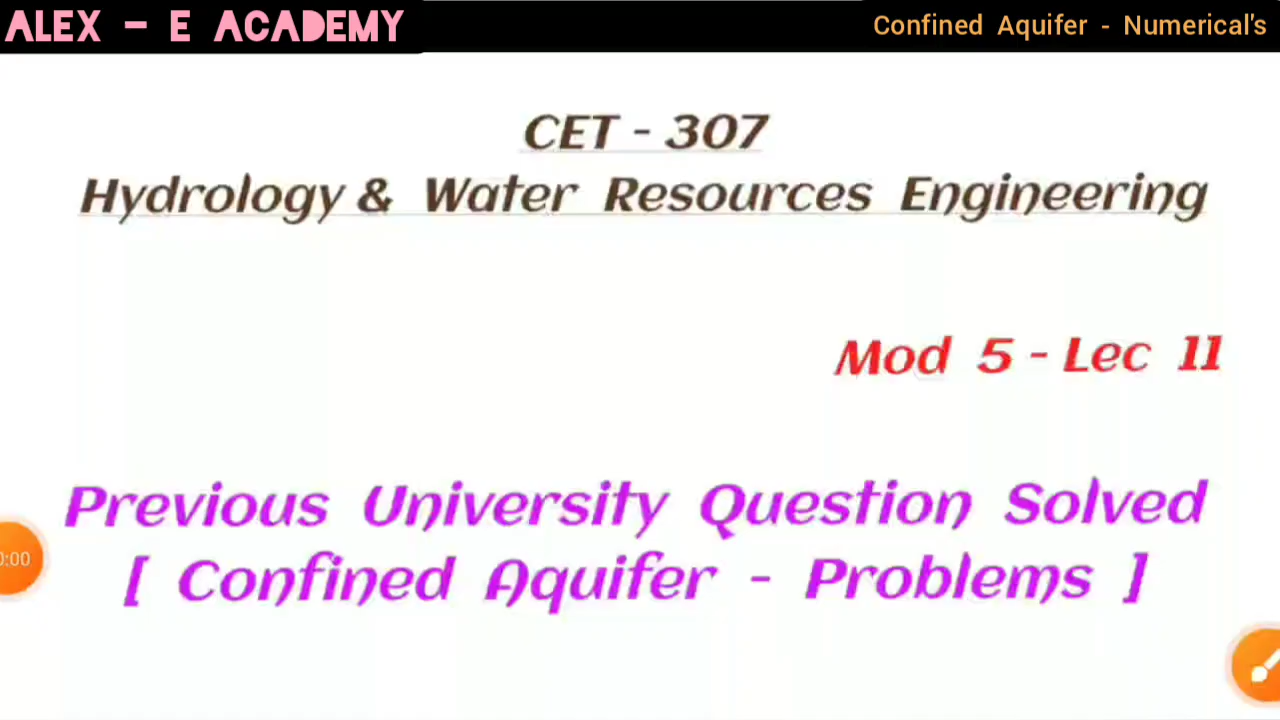 ALEX - E ACADEMY
Confined Aquifer - Numerical's
CET - 307
Hydrology & Water Resources Engineering
Mod 5 - Lec 11
Previous University Question Solved
[ Confined Aquifer - Problems ]
:00